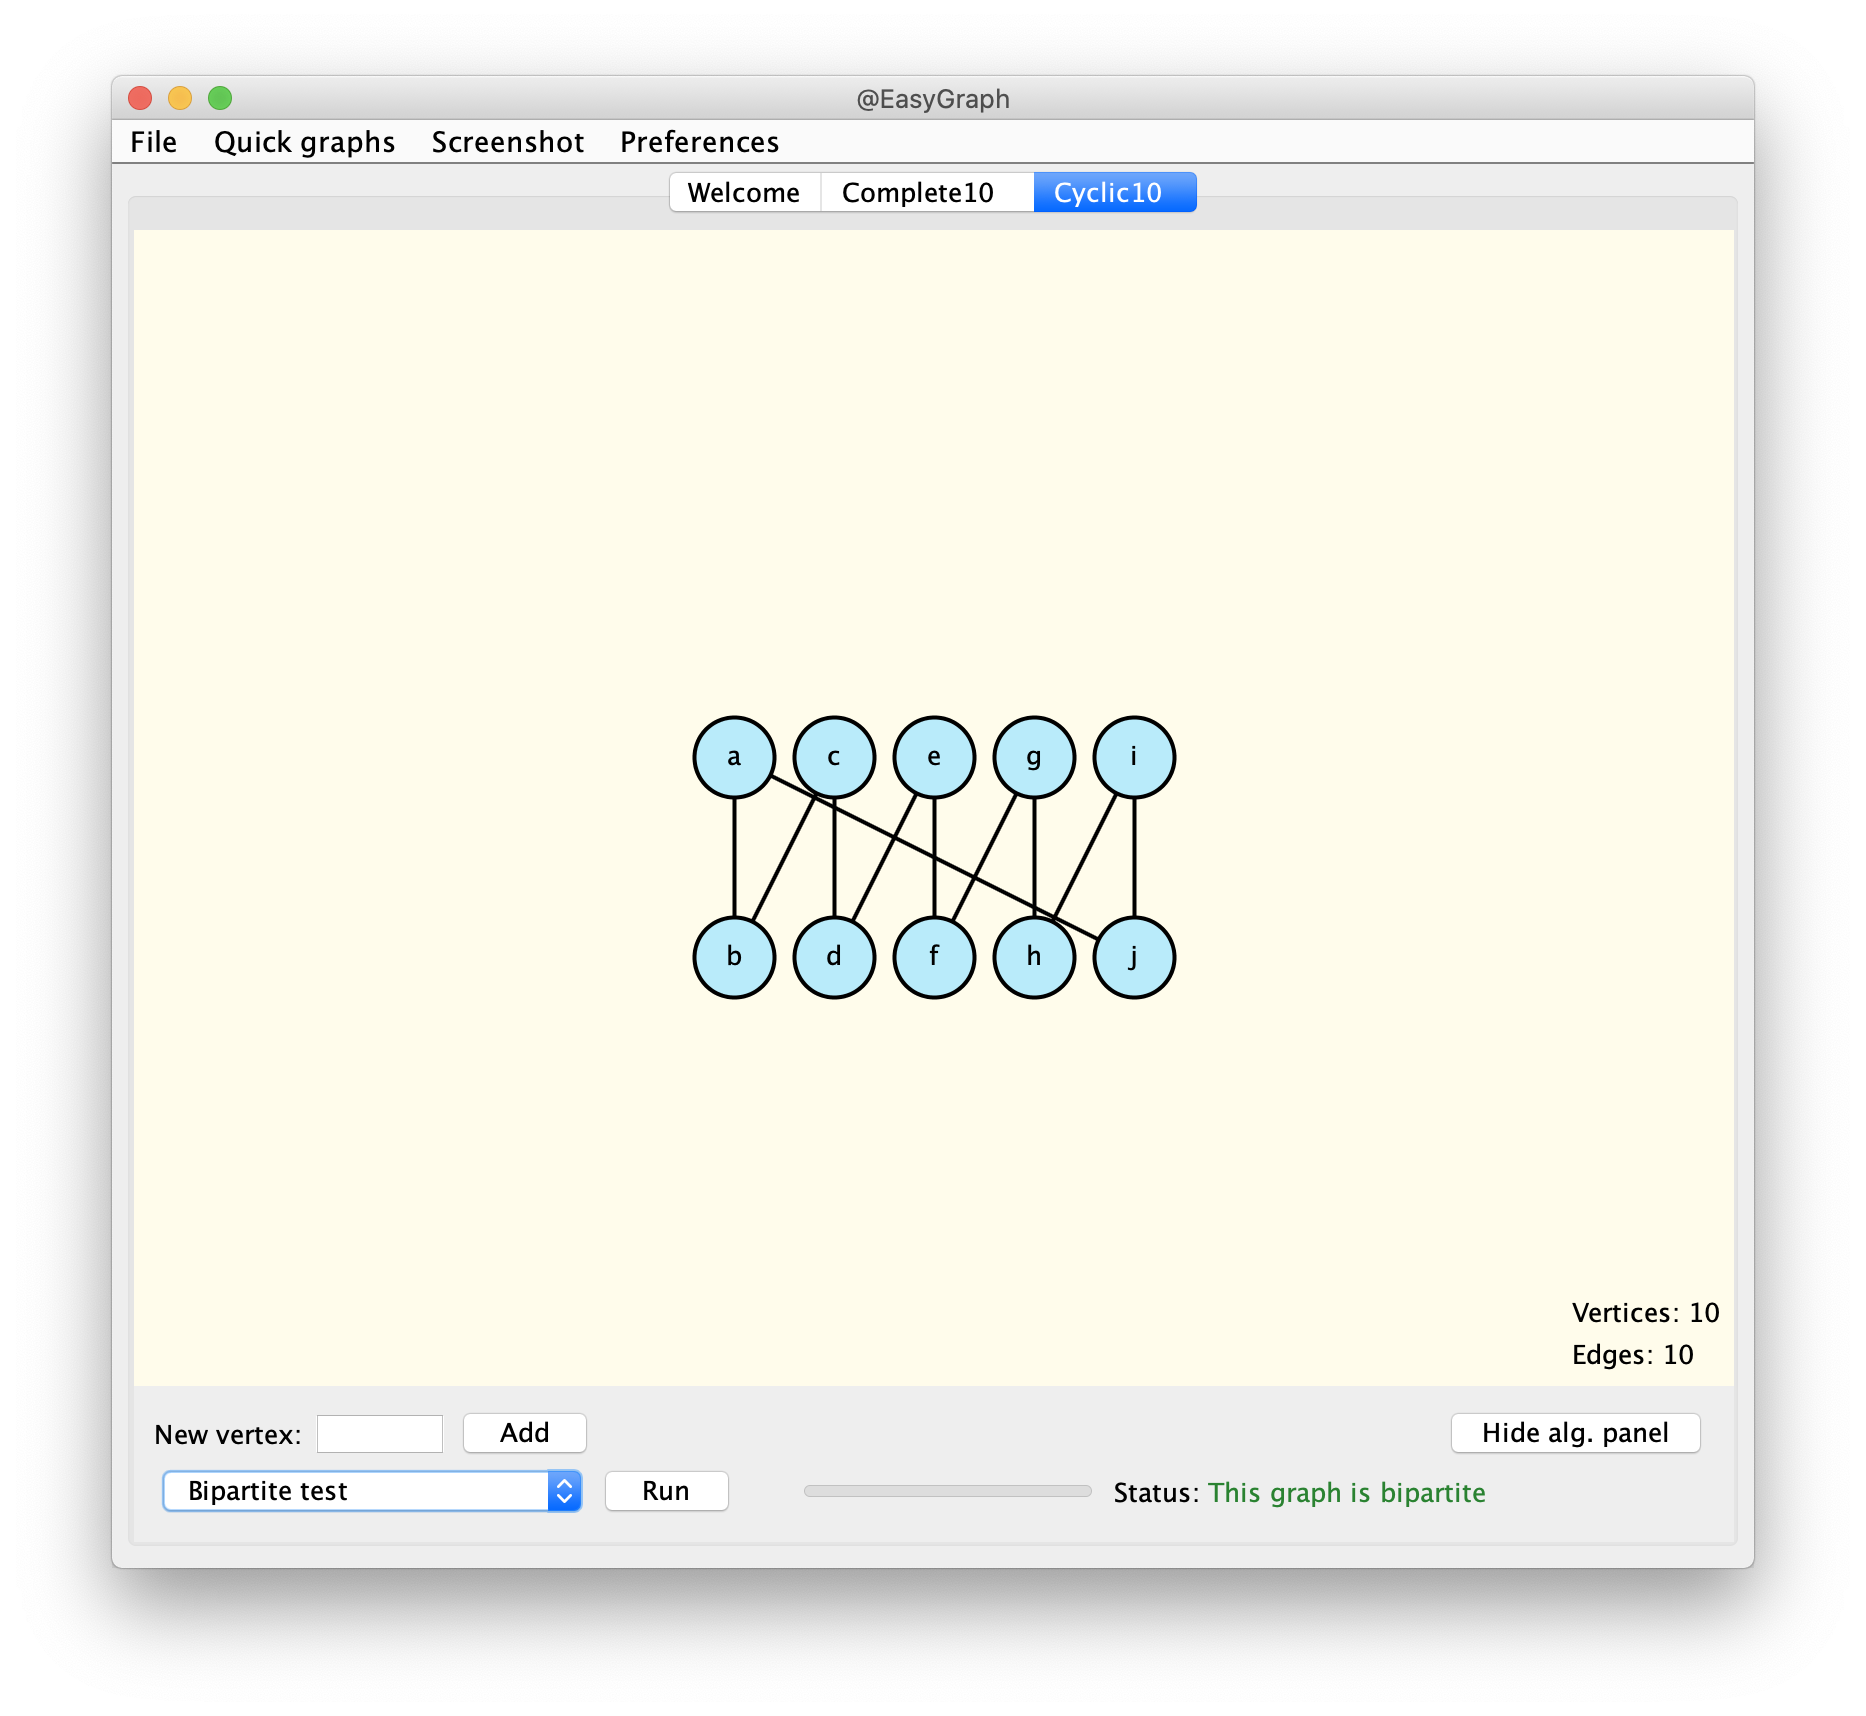 @EasyGraph
File Quick graphs Screenshot Preferences
Welcome Complete10 Cyclic10
a c e g i
b d f h j
Vertices: 10
Edges: 10
New vertex: Add Hide alg. panel
Bipartite test Run Status: This graph is bipartite